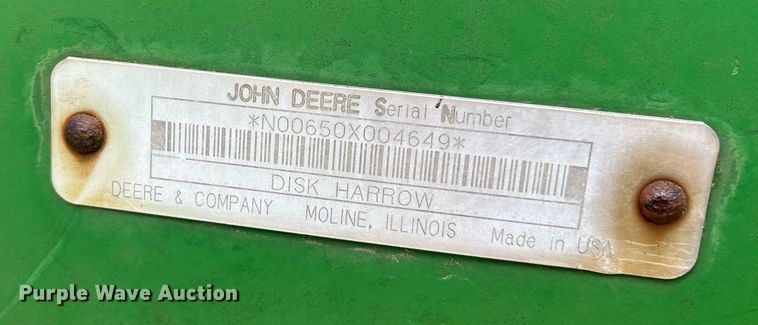 JOHN DEERE Serial Number
*N00650X004649*
DISK HARROW
DEERE & COMPANY MOLINE, ILLINOIS Made in USA
Purple Wave Auction